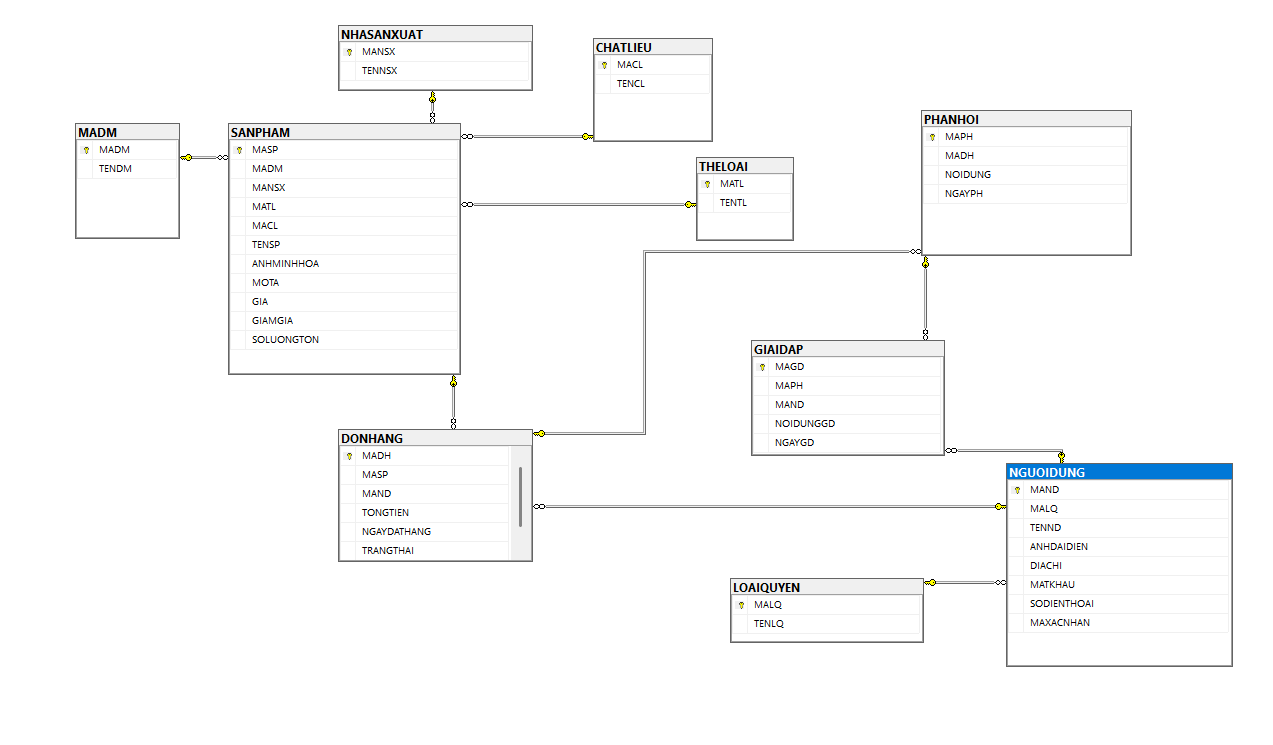 NHASANXUAT
MANSX
TENNSX
CHATLIEU
MACL
TENCL
MADM
MADM
TENDM
SANPHAM
MASP
MADM
MANSX
MATL
MACL
TENSP
ANHMINHHOA
MOTA
GIA
GIAMGIA
SOLUONGTON
THELOAI
MATL
TENTL
PHANHOI
MAPH
MADH
NOIDUNG
NGAYPH
GIAIDAP
MAGD
MAPH
MAND
NOIDUNGGD
NGAYGD
DONHANG
MADH
MASP
MAND
TONGTIEN
NGAYDATHANG
TRANGTHAI
NGUOIDUNG
MAND
MALQ
TENND
ANHDAIDIEN
DIACHI
MATKHAU
SODIENTHOAI
MAXACNHAN
LOAIQUYEN
MALQ
TENLQ